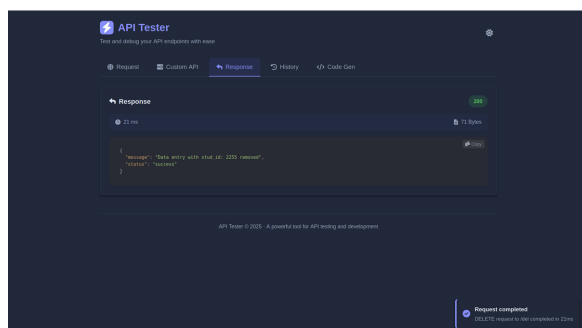 API Tester
Test and debug your API endpoints with ease
Request
Custom API
Response
History
</> Code Gen
Response
200
21 ms
71 Bytes
Copy
{
"message": "Data entry with stud_id: 2255 removed",
"status": "success"
}
API Tester © 2025 · A powerful tool for API testing and development
Request completed
DELETE request to /del completed in 21ms